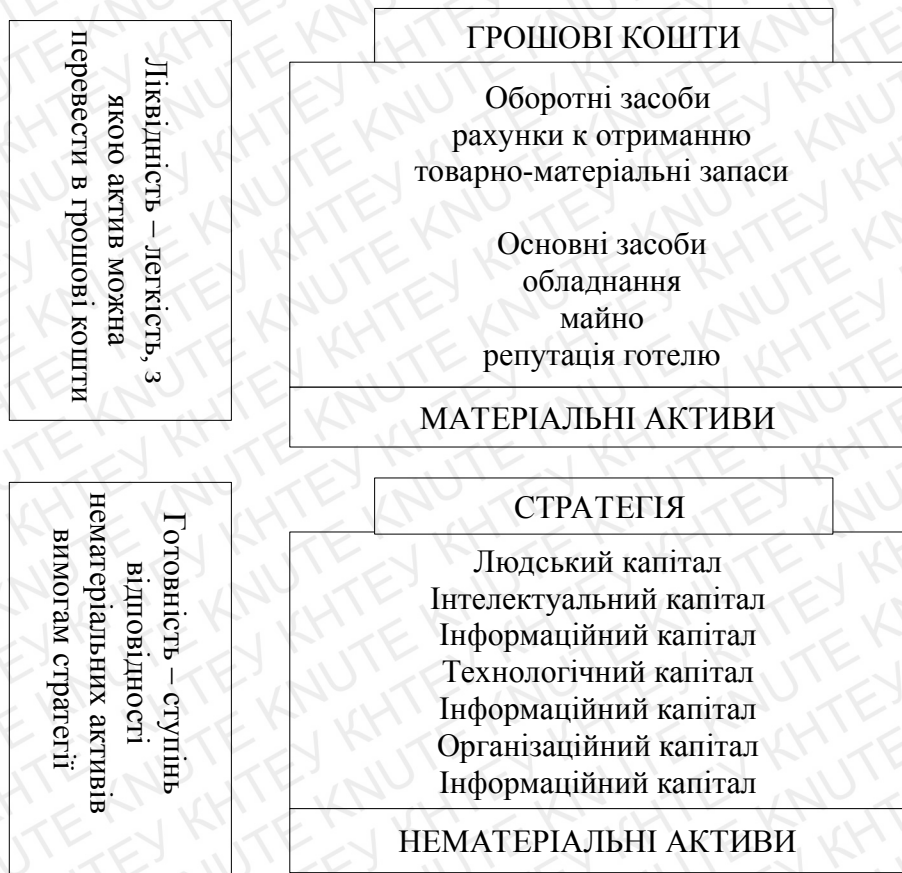 Ліквідність – легкість, з
якою актив можна
перевести в грошові кошти
ГРОШОВІ КОШТИ
Оборотні засоби
рахунки к отриманню
товарно-матеріальні запаси
Основні засоби
обладнання
майно
репутація готелю
МАТЕРІАЛЬНІ АКТИВИ
Готовність – ступінь
відповідності
нематеріальних активів
вимогам стратегії
СТРАТЕГІЯ
Людський капітал
Інтелектуальний капітал
Інформаційний капітал
Технологічний капітал
Інформаційний капітал
Організаційний капітал
Інформаційний капітал
НЕМАТЕРІАЛЬНІ АКТИВИ